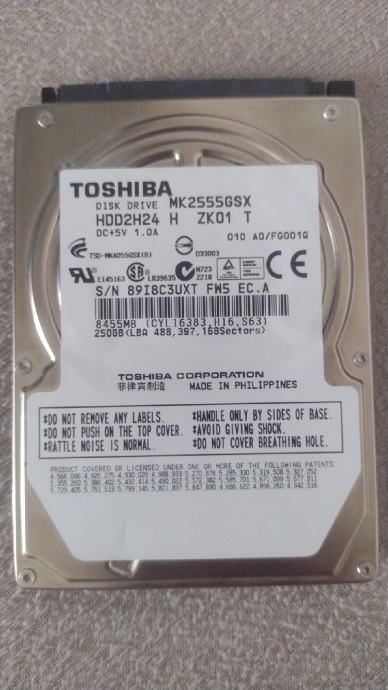 TOSHIBA
DISK DRIVE MK2555GSX
HDD2H24 H ZK01 T
DC+5V 1.0A
010 A0/FG001Q
TSD-MK4055GSX(B)
D33003
E145163
LR39635
N723
Z218
S/N 89I8C3UXT FW5 EC.A
8455MB (CYL16383,H16,S63)
250GB(LBA 488,397,168Sectors)
TOSHIBA CORPORATION
菲律宾制造 MADE IN PHILIPPINES
*DO NOT REMOVE ANY LABELS. *HANDLE ONLY BY SIDES OF BASE.
*DO NOT PUSH ON THE TOP COVER. *AVOID GIVING SHOCK.
*RATTLE NOISE IS NORMAL. *DO NOT COVER BREATHING HOLE.
PRODUCT COVERED OR LICENSED UNDER ONE OR MORE OF THE FOLLOWING PATENTS